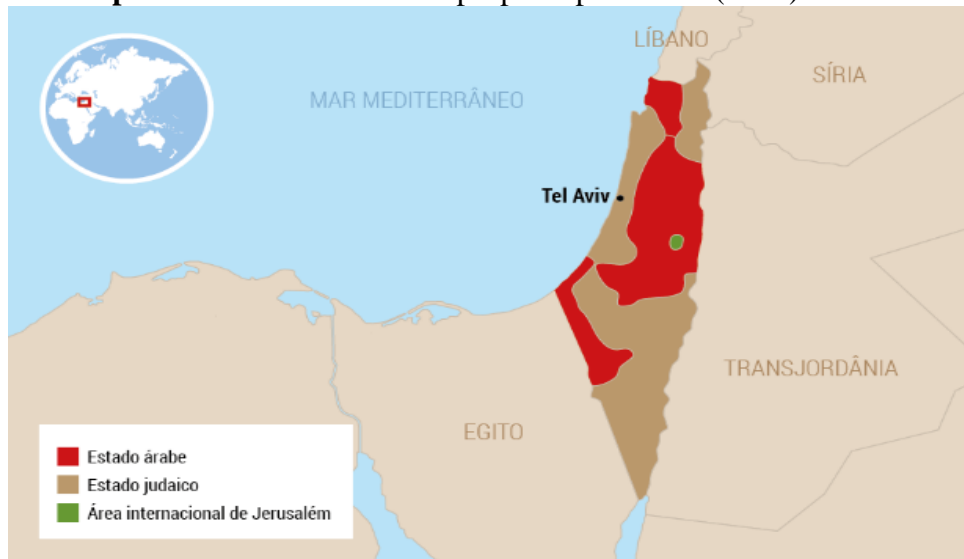 LÍBANO
SÍRIA
MAR MEDITERRÂNEO
Tel Aviv
TRANSJORDÂNIA
EGITO
Estado árabe
Estado judaico
Área internacional de Jerusalém